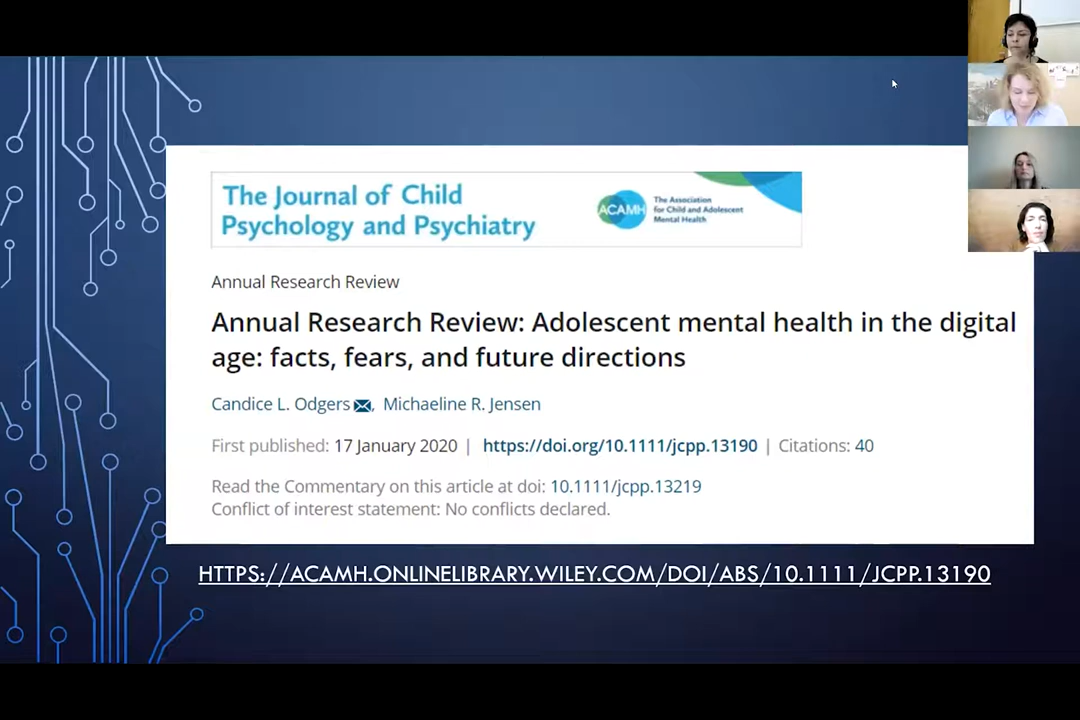 The Journal of Child
Psychology and Psychiatry
ACAMH
The Association
for Child and Adolescent
Mental Health
Annual Research Review
Annual Research Review: Adolescent mental health in the digital
age: facts, fears, and future directions
Candice L. Odgers, Michaeline R. Jensen
First published: 17 January 2020 | https://doi.org/10.1111/jcpp.13190 | Citations: 40
Read the Commentary on this article at doi: 10.1111/jcpp.13219
Conflict of interest statement: No conflicts declared.
HTTPS://ACAMH.ONLINELIBRARY.WILEY.COM/DOI/ABS/10.1111/JCPP.13190